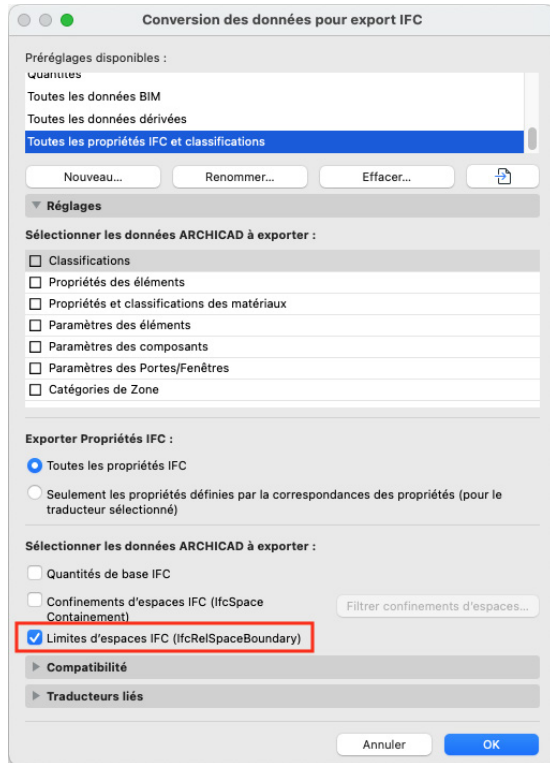 Conversion des données pour export IFC
Préréglages disponibles :
Quantités
Toutes les données BIM
Toutes les données dérivées
Toutes les propriétés IFC et classifications
Nouveau...
Renommer...
Effacer...
Réglages
Sélectionner les données ARCHICAD à exporter :
Classifications
Propriétés des éléments
Propriétés et classifications des matériaux
Paramètres des éléments
Paramètres des composants
Paramètres des Portes/Fenêtres
Catégories de Zone
Exporter Propriétés IFC :
Toutes les propriétés IFC
Seulement les propriétés définies par la correspondances des propriétés (pour le
traducteur sélectionné)
Sélectionner les données ARCHICAD à exporter :
Quantités de base IFC
Confinements d'espaces IFC (IfcSpace
Containement)
Filtrer confinements d'espaces...
Limites d'espaces IFC (IfcRelSpaceBoundary)
Compatibilité
Traducteurs liés
Annuler
OK